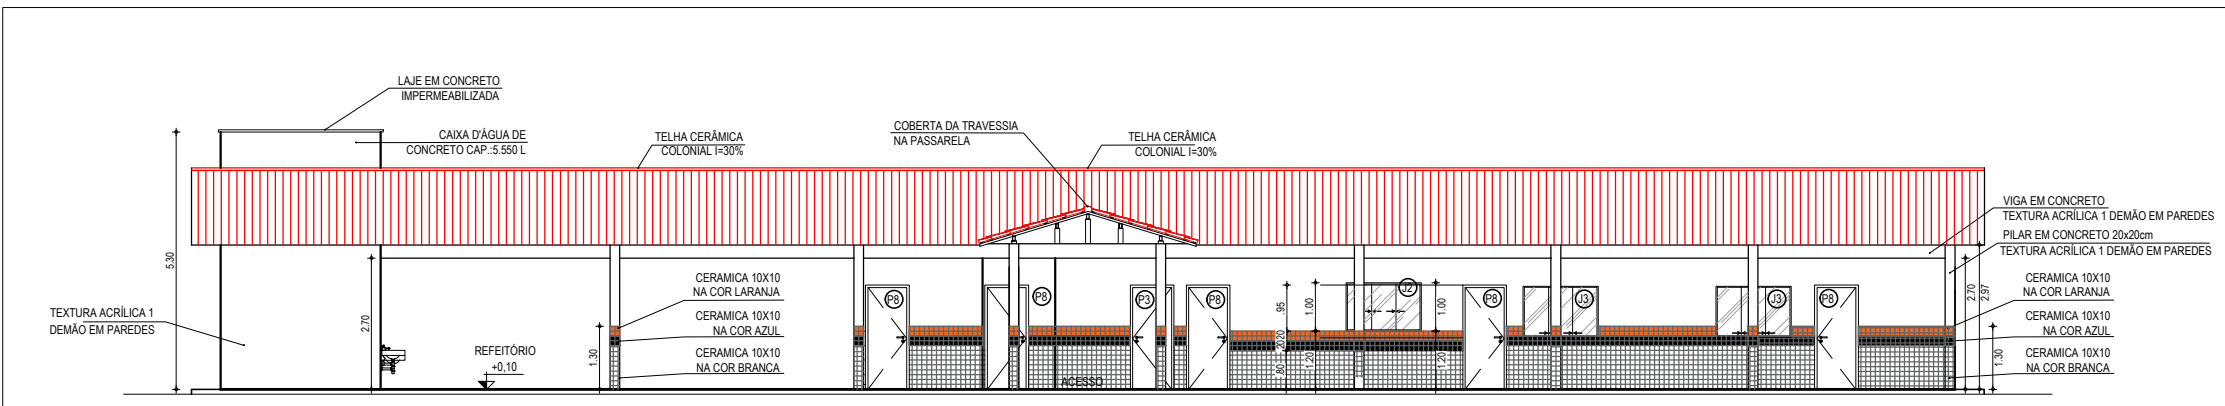 LAJE EM CONCRETO
IMPERMEABILIZADA
CAIXA D'ÁGUA DE
CONCRETO CAP.:5.550 L
TELHA CERÂMICA
COLONIAL I=30%
COBERTA DA TRAVESSIA
NA PASSARELA
TELHA CERÂMICA
COLONIAL I=30%
VIGA EM CONCRETO
TEXTURA ACRÍLICA 1 DEMÃO EM PAREDES
PILAR EM CONCRETO 20x20cm
TEXTURA ACRÍLICA 1 DEMÃO EM PAREDES
5.30
TEXTURA ACRÍLICA 1
DEMÃO EM PAREDES
2.70
REFEITÓRIO
+0,10
1.30
CERAMICA 10X10
NA COR LARANJA
CERAMICA 10X10
NA COR AZUL
CERAMICA 10X10
NA COR BRANCA
P8
P8
P3
P8
ACESSO
.95
.20
.20
.80
1.00
1.20
J2
1.00
1.20
P8
J3
J3
P8
2.70
2.97
CERAMICA 10X10
NA COR LARANJA
CERAMICA 10X10
NA COR AZUL
CERAMICA 10X10
NA COR BRANCA
1.30